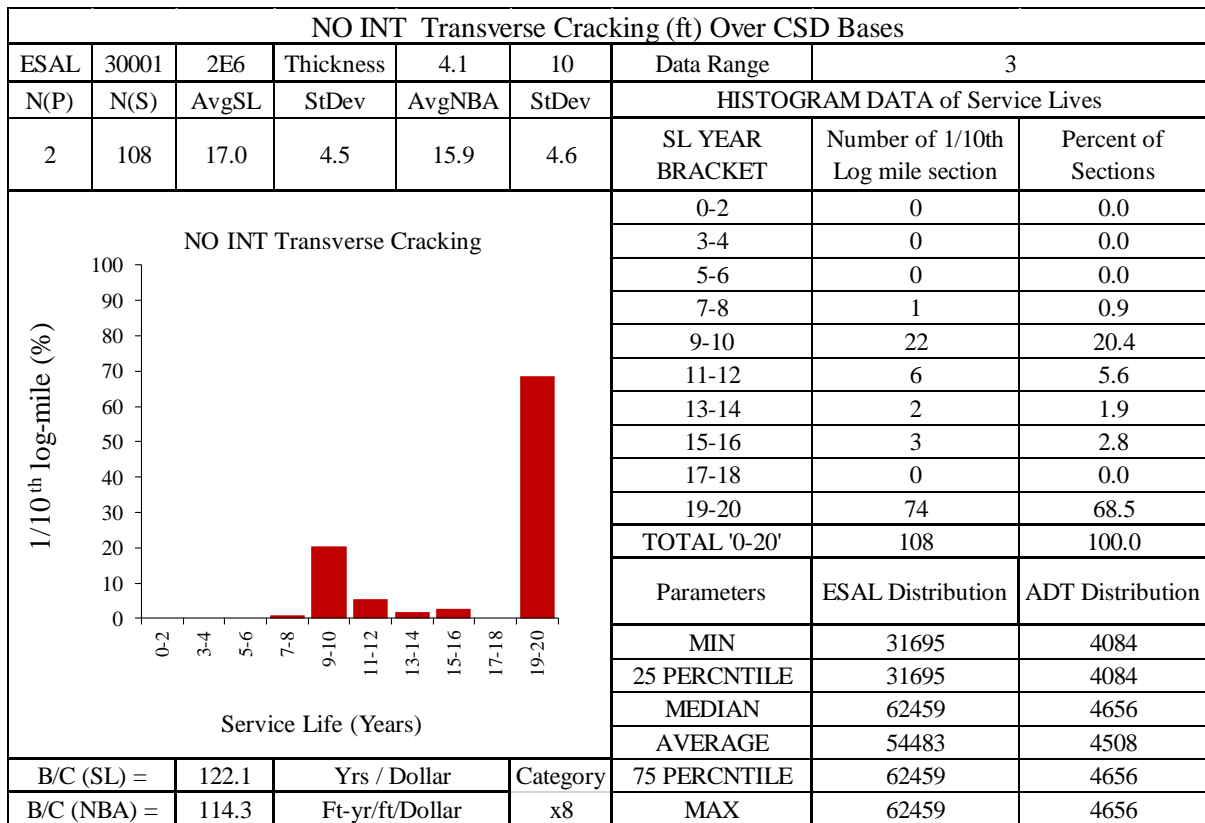 NO INT Transverse Cracking (ft) Over CSD Bases
ESAL 30001 2E6 Thickness 4.1 10 Data Range 3
N(P) N(S) AvgSL StDev AvgNBA StDev HISTOGRAM DATA of Service Lives
2 108 17.0 4.5 15.9 4.6
SL YEAR BRACKET Number of 1/10th Log mile section Percent of Sections
0-2 0 0.0
3-4 0 0.0
5-6 0 0.0
7-8 1 0.9
9-10 22 20.4
11-12 6 5.6
13-14 2 1.9
15-16 3 2.8
17-18 0 0.0
19-20 74 68.5
TOTAL '0-20' 108 100.0
Parameters ESAL Distribution ADT Distribution
MIN 31695 4084
25 PERCNTILE 31695 4084
MEDIAN 62459 4656
AVERAGE 54483 4508
75 PERCNTILE 62459 4656
MAX 62459 4656
NO INT Transverse Cracking
1/10 th log-mile (%)
100
90
80
70
60
50
40
30
20
10
0
0-2 3-4 5-6 7-8 9-10 11-12 13-14 15-16 17-18 19-20
Service Life (Years)
B/C (SL) = 122.1 Yrs / Dollar Category
B/C (NBA) = 114.3 Ft-yr/ft/Dollar x8